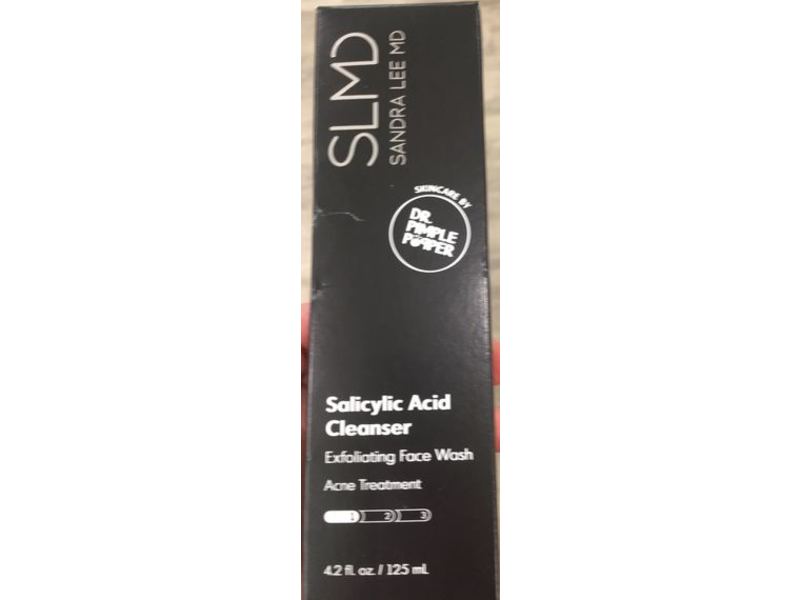 SLMD
SANDRA LEE MD
SKINCARE BY
DR.
PIMPLE
POPPER
Salicylic Acid
Cleanser
Exfoliating Face Wash
Acne Treatment
1 2 3
4.2 fl. oz. / 125 mL